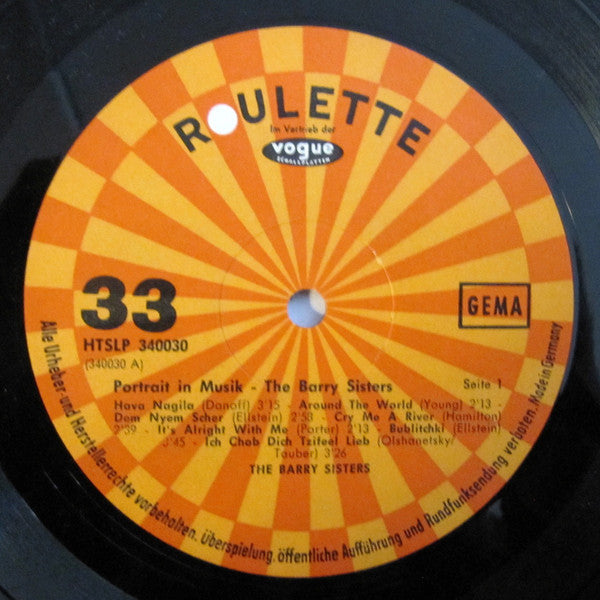 ROULETTE
Im Vertrieb der
vogue
SCHALLPLATTEN
33
HTSLP 340030
(340030 A)
GEMA
Portrait in Musik - The Barry Sisters Seite 1
Hava Nagila (Danoff) 3'15 - Around The World (Young) 2'13 -
Dem Nyem Scher (Ellstein) 2'58 - Cry Me A River (Hamilton)
2'39 - It's Alright With Me (Porter) 2'13 - Bublitchki (Ellstein)
3'45 - Ich Chob Dich Tzifeel Lieb (Olshanetsky/
Tauber) 3'26
THE BARRY SISTERS
Alle Urheber- und Herstellerrechte vorbehalten. Überspielung, öffentliche Aufführung und Rundfunksendung verboten. Made in Germany